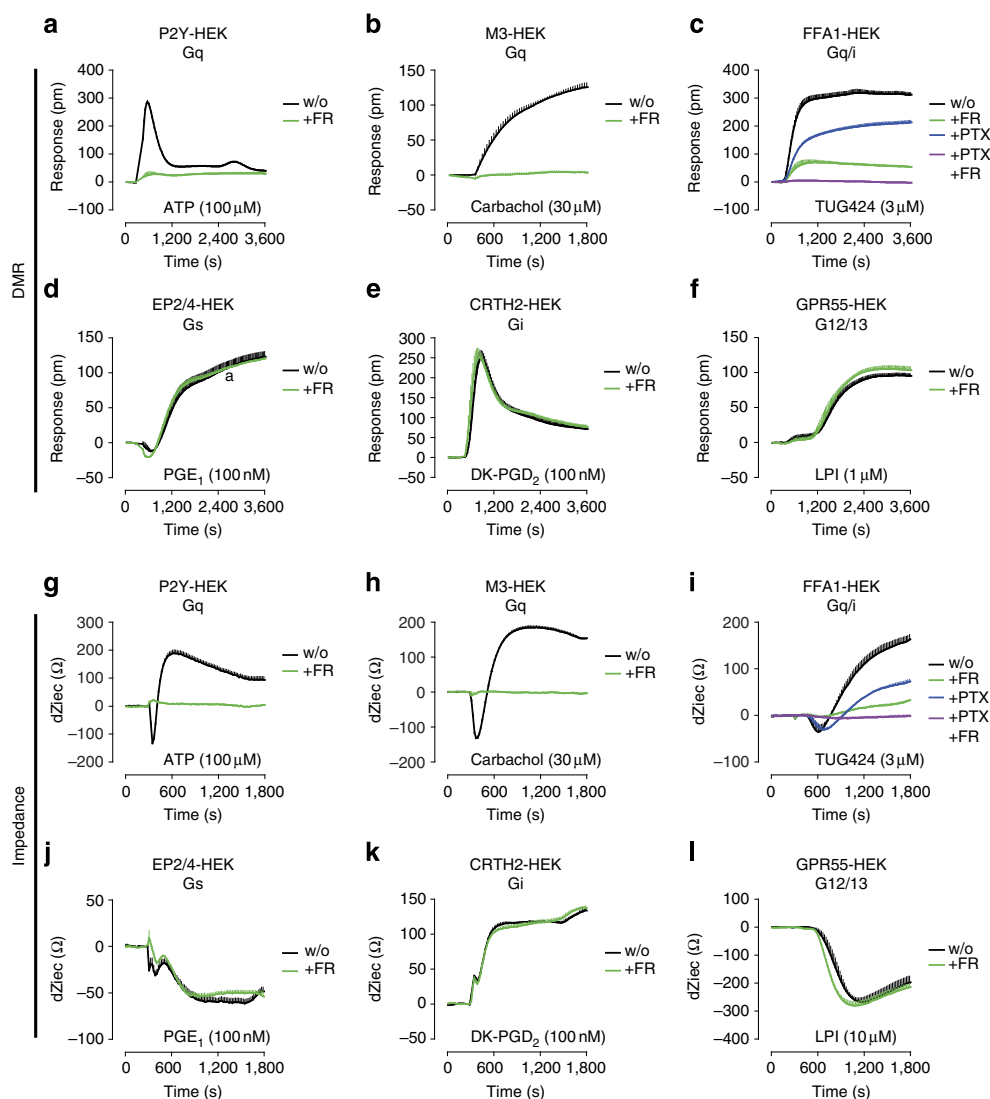 DMR
a
P2Y-HEK
Gq
Response (pm)
400
300
200
100
0
–100
w/o
+FR
ATP (100 μM)
0 1,200 2,400 3,600
Time (s)
b
M3-HEK
Gq
Response (pm)
150
100
50
0
–50
w/o
+FR
Carbachol (30 μM)
0 600 1,200 1,800
Time (s)
c
FFA1-HEK
Gq/i
Response (pm)
400
300
200
100
0
–100
w/o
+FR
+PTX
+PTX
+FR
TUG424 (3 μM)
0 1,200 2,400 3,600
Time (s)
d
EP2/4-HEK
Gs
Response (pm)
150
100
50
0
–50
a
w/o
+FR
PGE1 (100 nM)
0 1,200 2,400 3,600
Time (s)
e
CRTH2-HEK
Gi
Response (pm)
300
250
200
150
100
50
0
–50
w/o
+FR
DK-PGD2 (100 nM)
0 1,200 2,400 3,600
Time (s)
f
GPR55-HEK
G12/13
Response (pm)
150
100
50
0
–50
w/o
+FR
LPI (1 μM)
0 1,200 2,400 3,600
Time (s)
Impedance
g
P2Y-HEK
Gq
dZiec (Ω)
300
200
100
0
–100
–200
w/o
+FR
ATP (100 μM)
0 600 1,200 1,800
Time (s)
h
M3-HEK
Gq
dZiec (Ω)
200
100
0
–100
–200
w/o
+FR
Carbachol (30 μM)
0 600 1,200 1,800
Time (s)
i
FFA1-HEK
Gq/i
dZiec (Ω)
200
100
0
–100
w/o
+FR
+PTX
+PTX
+FR
TUG424 (3 μM)
0 600 1,200 1,800
Time (s)
j
EP2/4-HEK
Gs
dZiec (Ω)
50
0
–50
–100
w/o
+FR
PGE1 (100 nM)
0 600 1,200 1,800
Time (s)
k
CRTH2-HEK
Gi
dZiec (Ω)
200
150
100
50
0
–50
w/o
+FR
DK-PGD2 (100 nM)
0 600 1,200 1,800
Time (s)
l
GPR55-HEK
G12/13
dZiec (Ω)
100
0
–100
–200
–300
–400
w/o
+FR
LPI (10 μM)
0 600 1,200 1,800
Time (s)